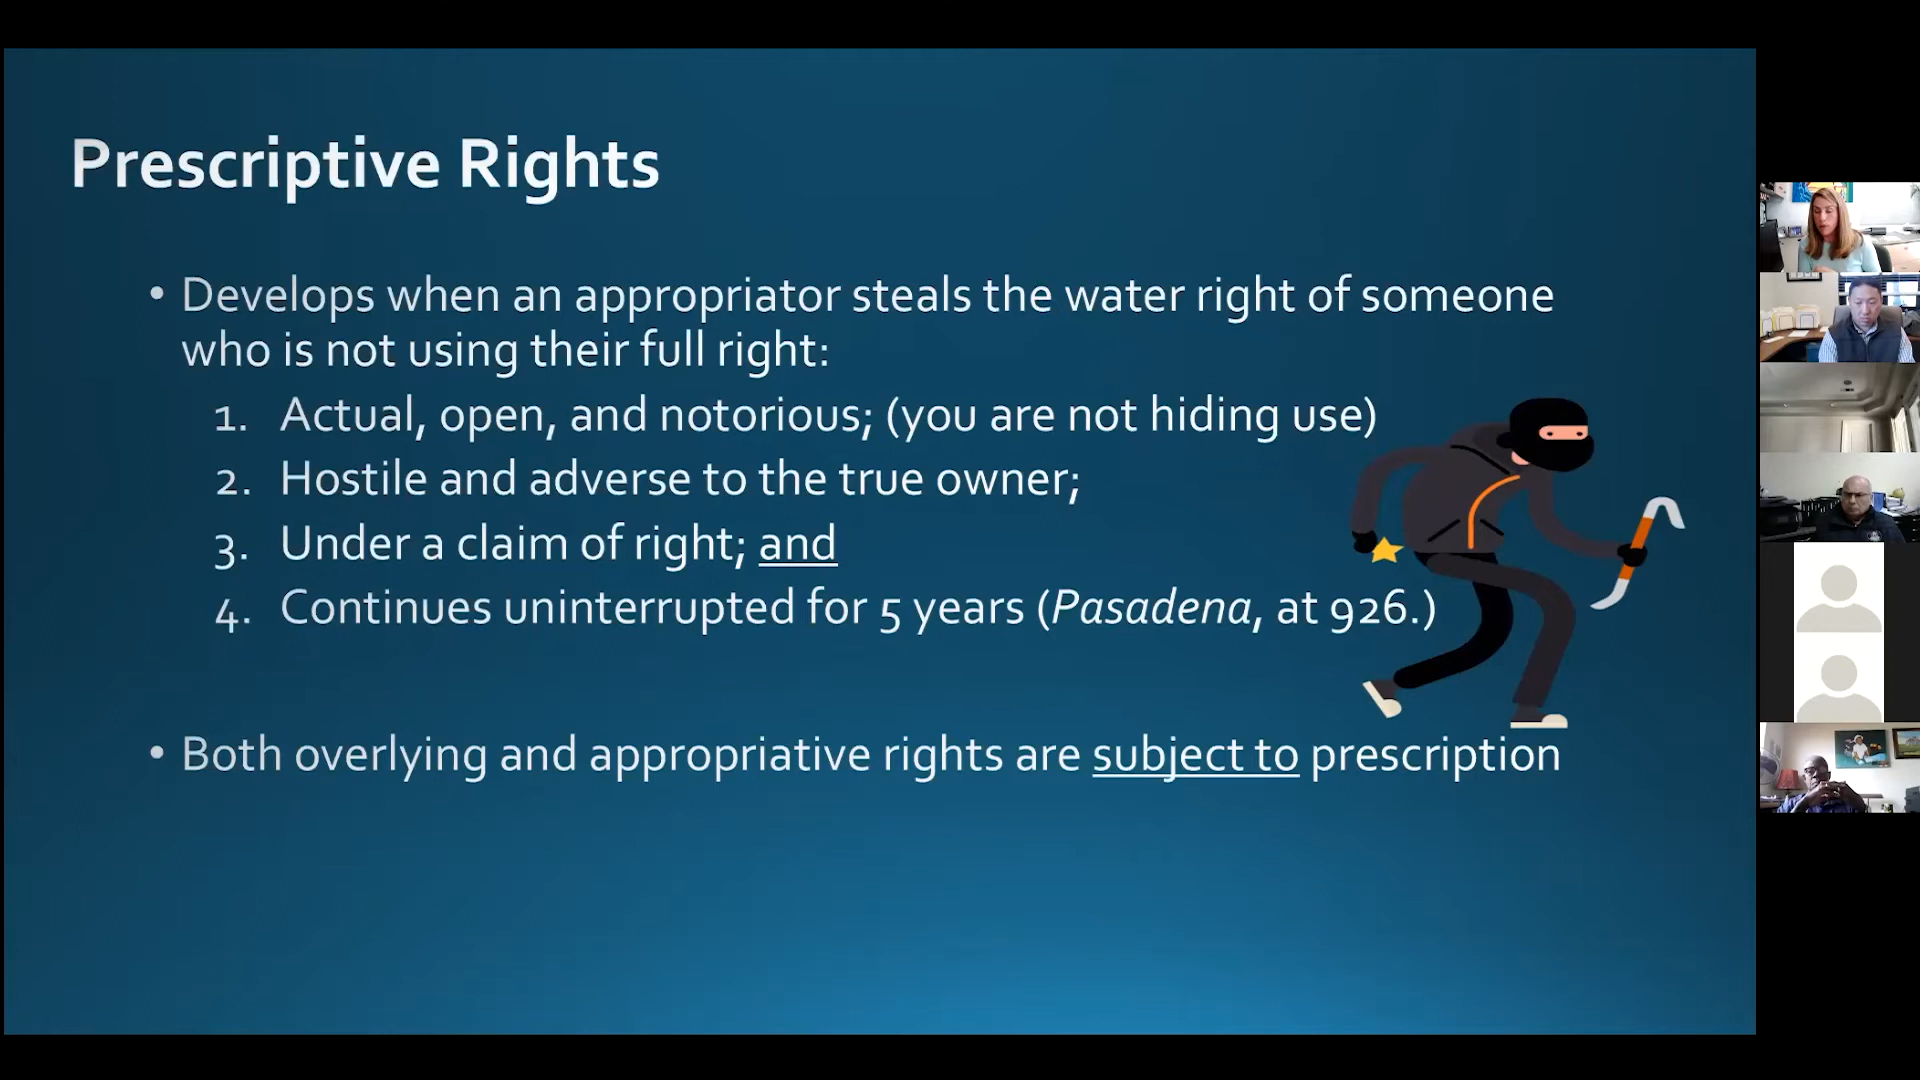 Prescriptive Rights
• Develops when an appropriator steals the water right of someone
who is not using their full right:
1. Actual, open, and notorious; (you are not hiding use)
2. Hostile and adverse to the true owner;
3. Under a claim of right; and
4. Continues uninterrupted for 5 years (Pasadena, at 926.)
• Both overlying and appropriative rights are subject to prescription